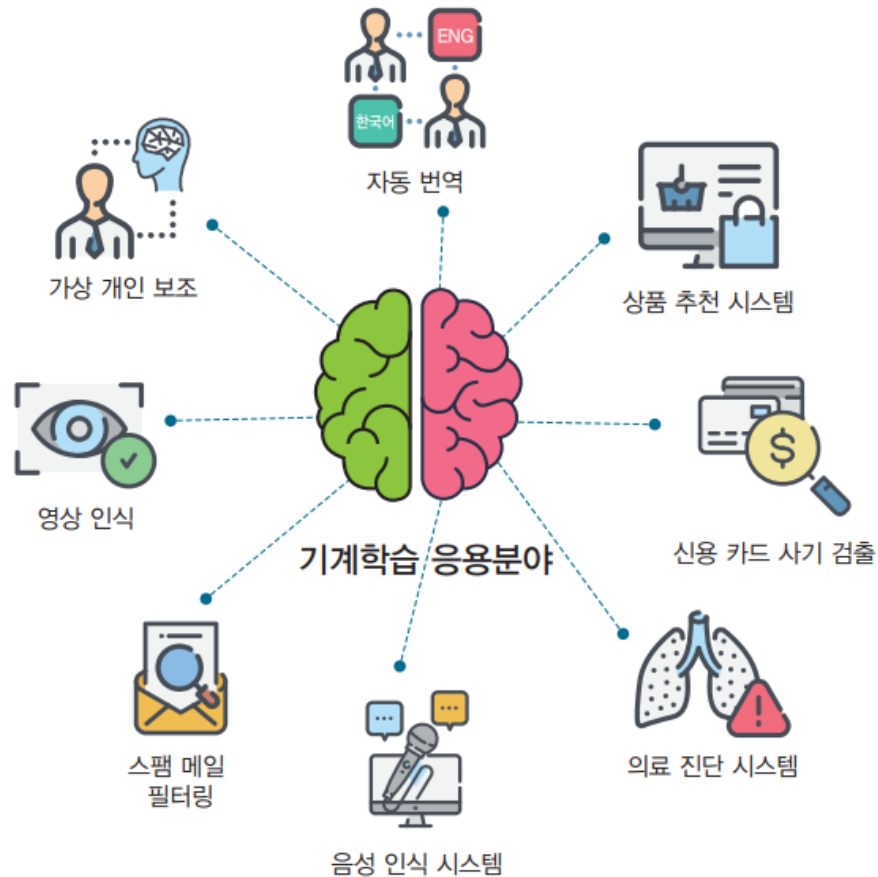 ENG
한국어
자동 번역
가상 개인 보조
상품 추천 시스템
영상 인식
신용 카드 사기 검출
기계학습 응용분야
스팸 메일
필터링
의료 진단 시스템
음성 인식 시스템